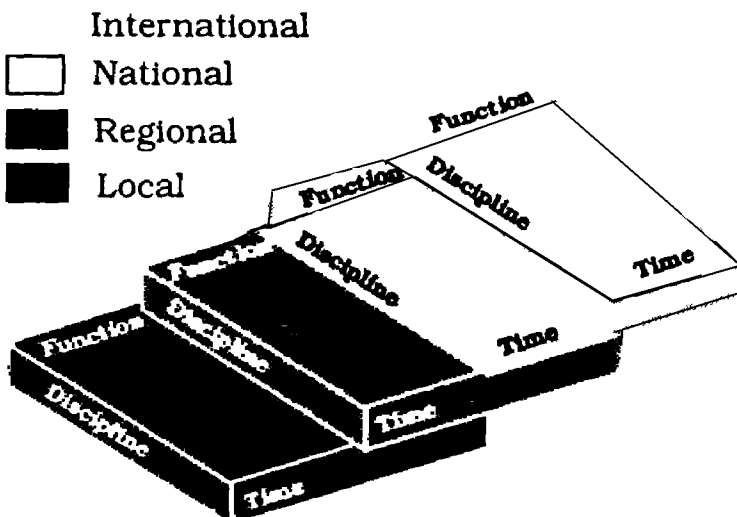 International
National
Regional
Local
Function
Discipline
Time
Function
Discipline
Time
Function
Discipline
Time
Function
Discipline
Time